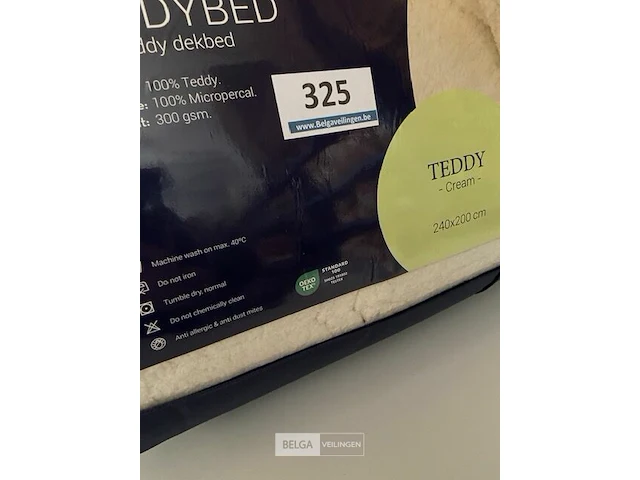 DYBED
ddy dekbed
100% Teddy.
e: 100% Micropercal.
t: 300 gsm.
325
www.Belgaveilingen.be
TEDDY
- Cream -
240x200 cm
Machine wash on max. 40ºC
Do not iron
Tumble dry, normal
Do not chemically clean
Anti allergic & anti dust mites
OEKO
TEX®
STANDARD
100
BELGA VEILINGEN